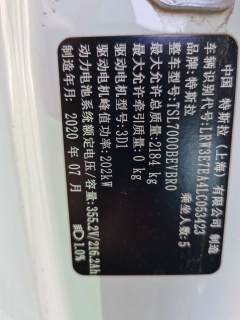 中国 特斯拉（上海）有限公司 制造
车辆识别代号:LRW3E7EA4LC053423
品牌:特斯拉 乘坐人数:5
整车型号:TSL7000BEVBR0
最大允许总质量:2184 kg
最大允许牵引质量:0 kg
驱动电机型号:3D1
驱动电机峰值功率:202kW
动力电池系统额定电压/容量:355.2V/216.2Ah
制造年月:2020 年 07 月
1.0%